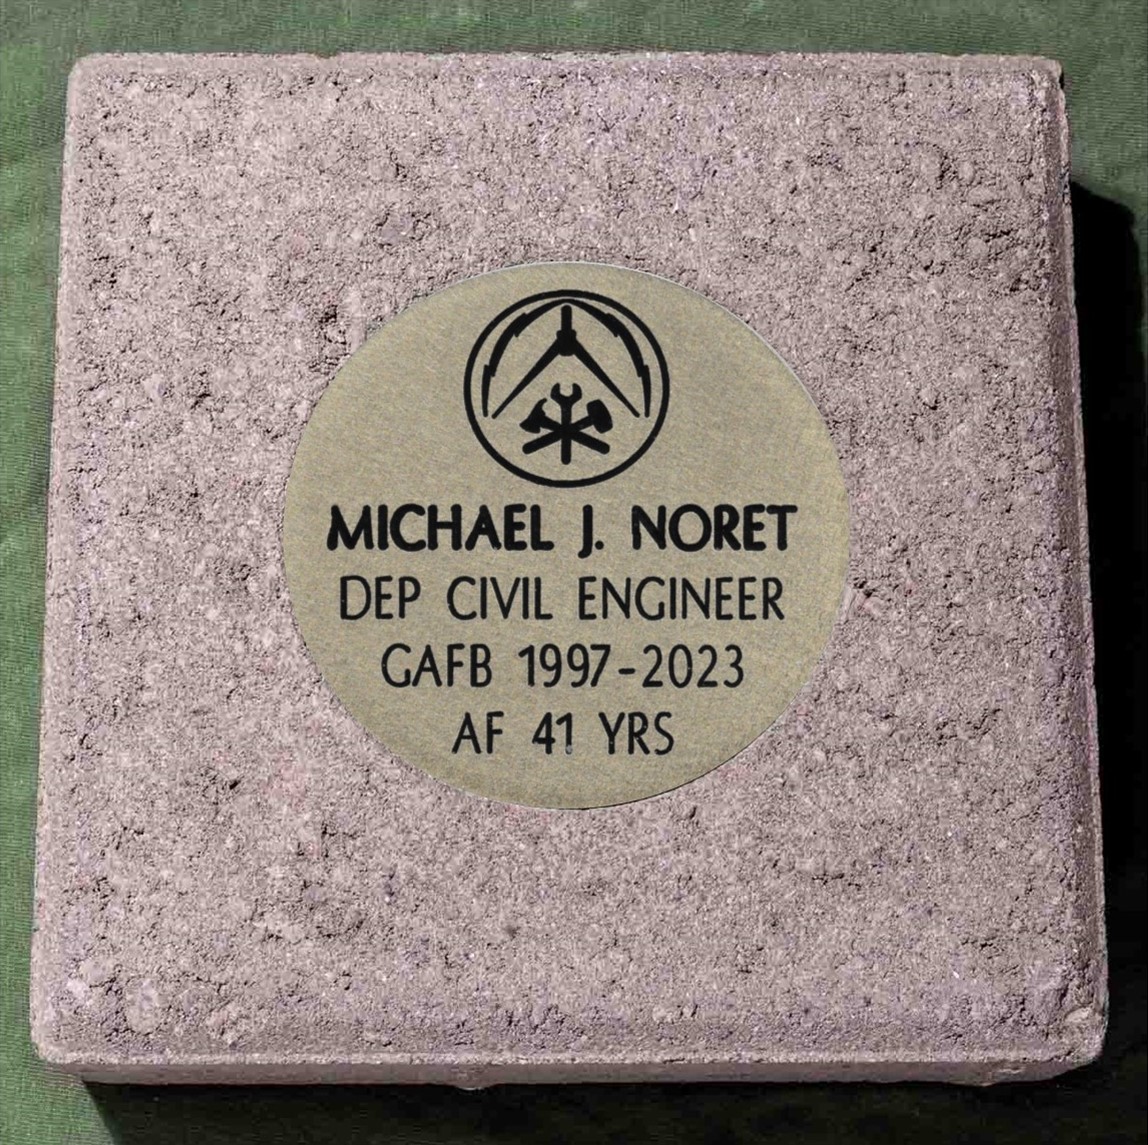 MICHAEL J. NORET
DEP CIVIL ENGINEER
GAFB 1997-2023
AF 41 YRS